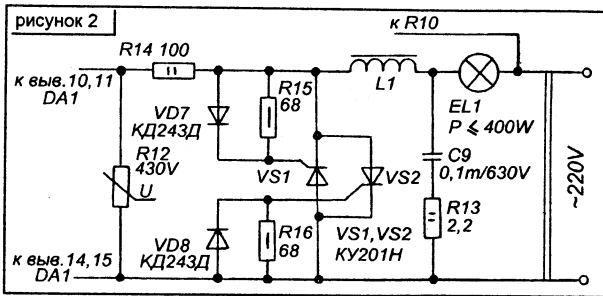 рисунок 2
к R10
R14 100
к выв.10,11
DA1
R15
68
L1
EL1
P ⩽ 400W
VD7
КД243Д
R12
430V
U
VS1
VS2
C9
0,1m/630V
~220V
R13
2,2
VD8
КД243Д
R16
68
VS1,VS2
КУ201Н
к выв.14,15
DA1